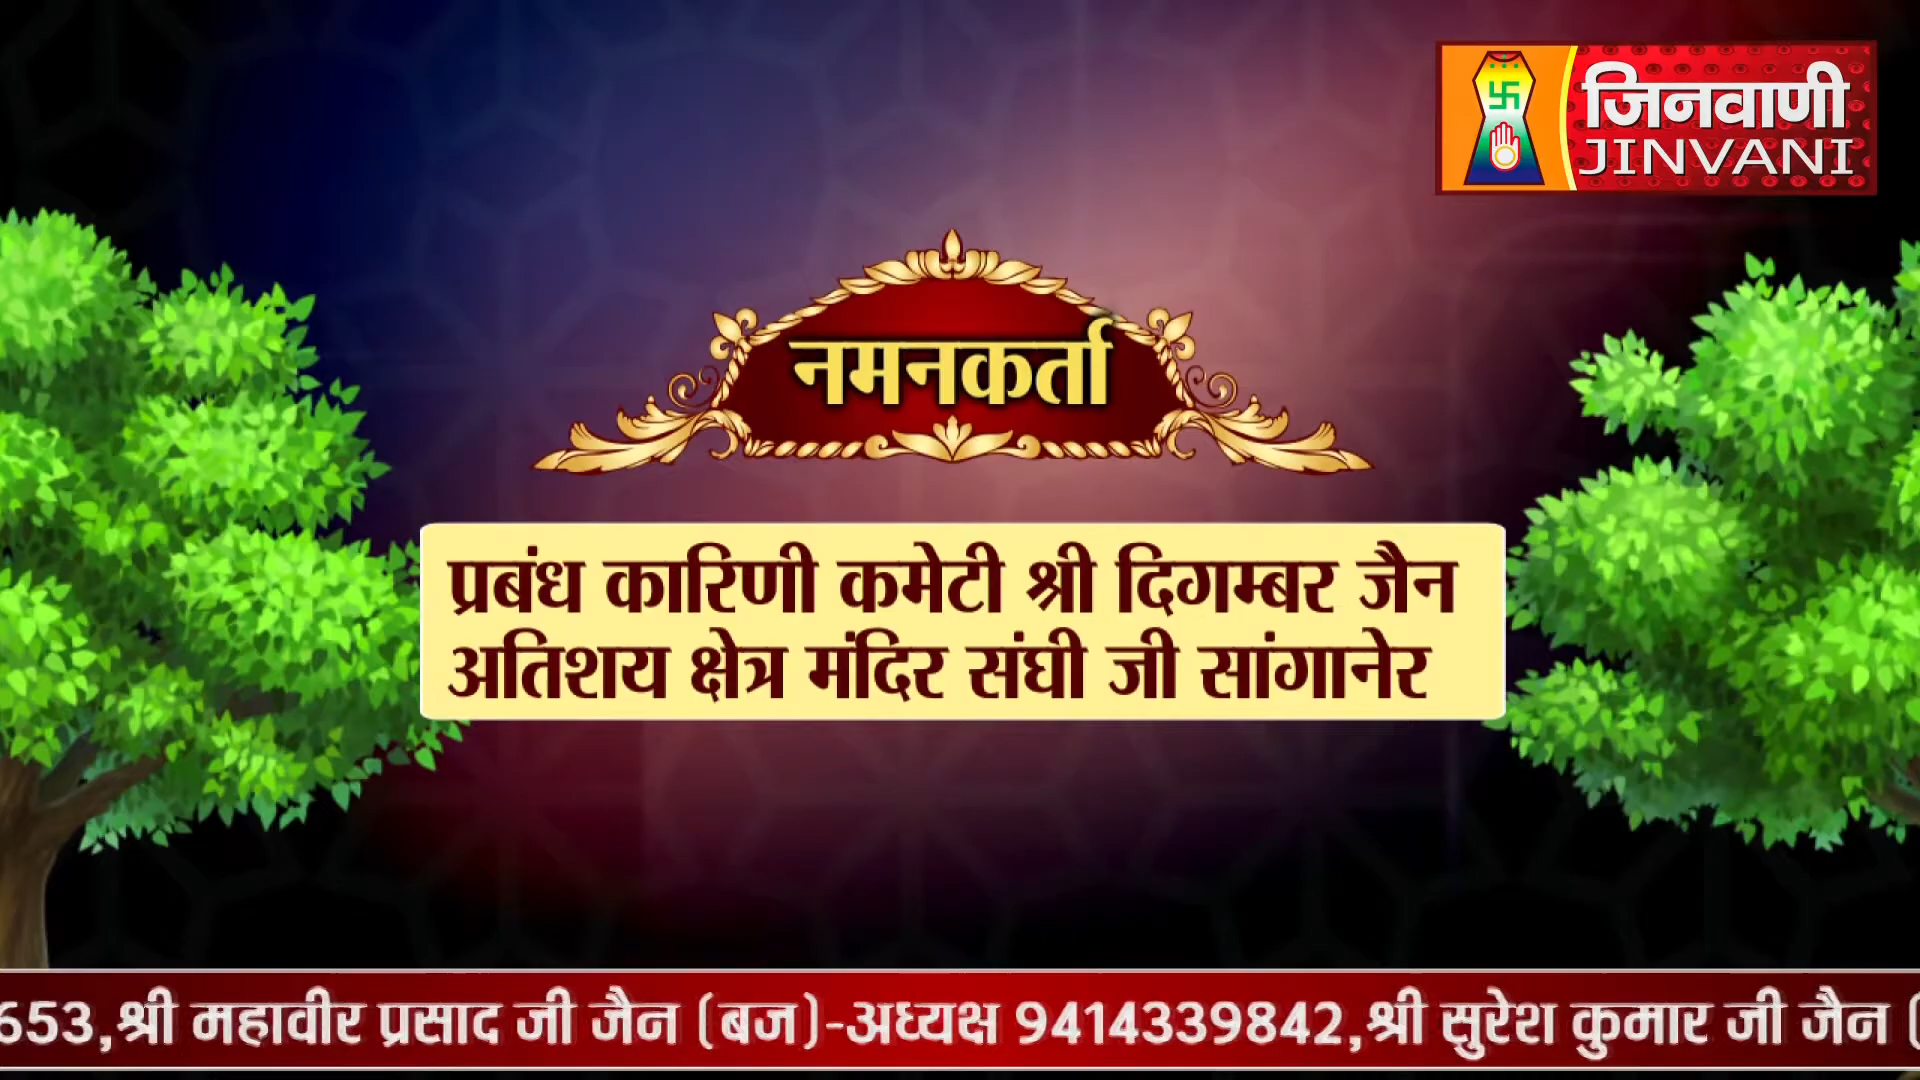 जिनवाणी
JINVANI
नमनकर्ता
प्रबंध कारिणी कमेटी श्री दिगम्बर जैन
अतिशय क्षेत्र मंदिर संघी जी सांगानेर
653,श्री महावीर प्रसाद जी जैन (बज)-अध्यक्ष 9414339842,श्री सुरेश कुमार जी जैन (